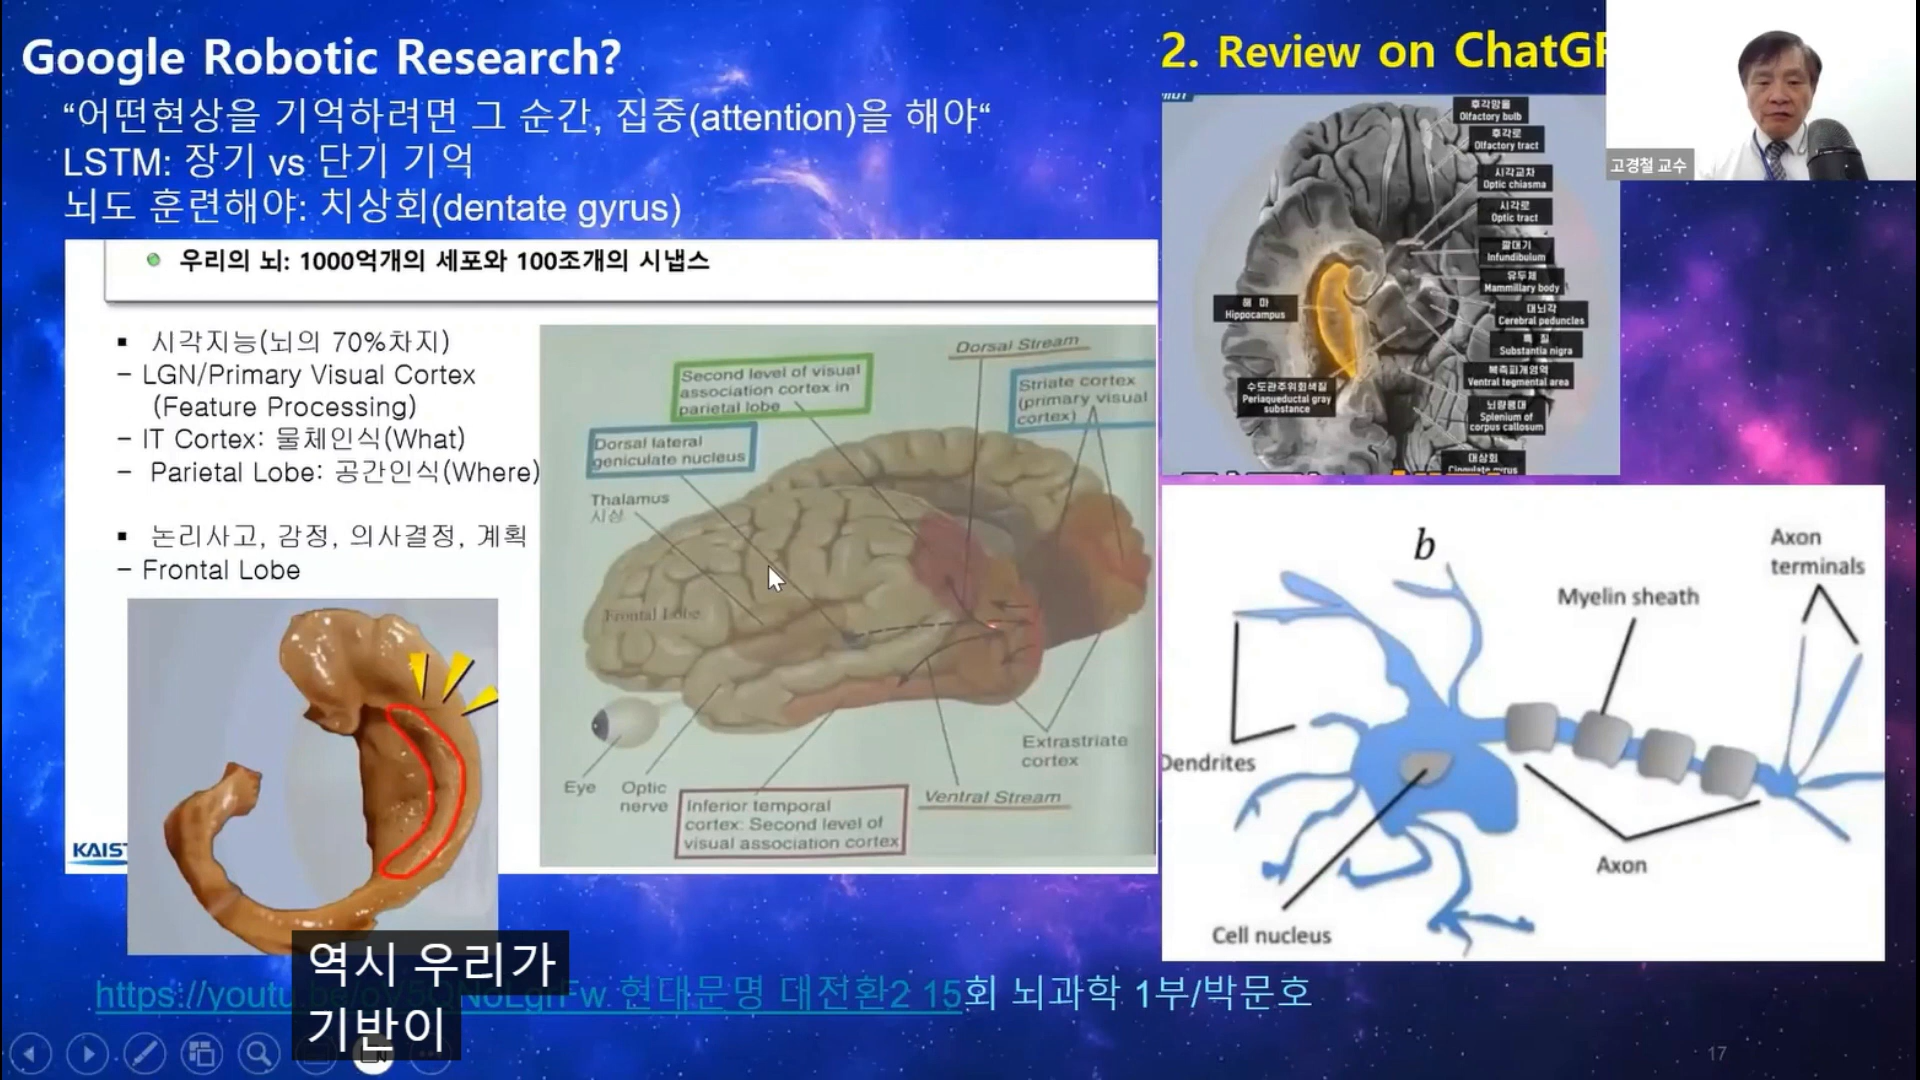 Google Robotic Research?
“어떤현상을 기억하려면 그 순간, 집중(attention)을 해야“
LSTM: 장기 vs 단기 기억
뇌도 훈련해야: 치상회(dentate gyrus)
우리의 뇌: 1000억개의 세포와 100조개의 시냅스
▪ 시각지능(뇌의 70%차지)
– LGN/Primary Visual Cortex
(Feature Processing)
– IT Cortex: 물체인식(What)
– Parietal Lobe: 공간인식(Where)
▪ 논리사고, 감정, 의사결정, 계획
– Frontal Lobe
KAIST
Dorsal Stream
Second level of visual
association cortex in
parietal lobe
Striate cortex
(primary visual
cortex)
Dorsal lateral
geniculate nucleus
Thalamus
시상
Frontal Lobe
Eye
Optic
nerve
Inferior temporal
cortex: Second level of
visual association cortex
Ventral Stream
Extrastriate
cortex
2. Review on ChatGP
고경철 교수
후각망울
Olfactory bulb
후각로
Olfactory tract
시각교차
Optic chiasma
시각로
Optic tract
깔대기
Infundibulum
유두체
Mammillary body
대뇌각
Cerebral peduncles
흑 질
Substantia nigra
복측피개영역
Ventral tegmental area
뇌량팽대
Splenium of
corpus callosum
대상회
Cingulate gyrus
해 마
Hippocampus
수도관주위회색질
Periaqueductal gray
substance
b
Axon
terminals
Myelin sheath
Dendrites
Axon
Cell nucleus
역시 우리가
기반이
https://youtu.be/ 현대문명 대전환2 15회 뇌과학 1부/박문호
17